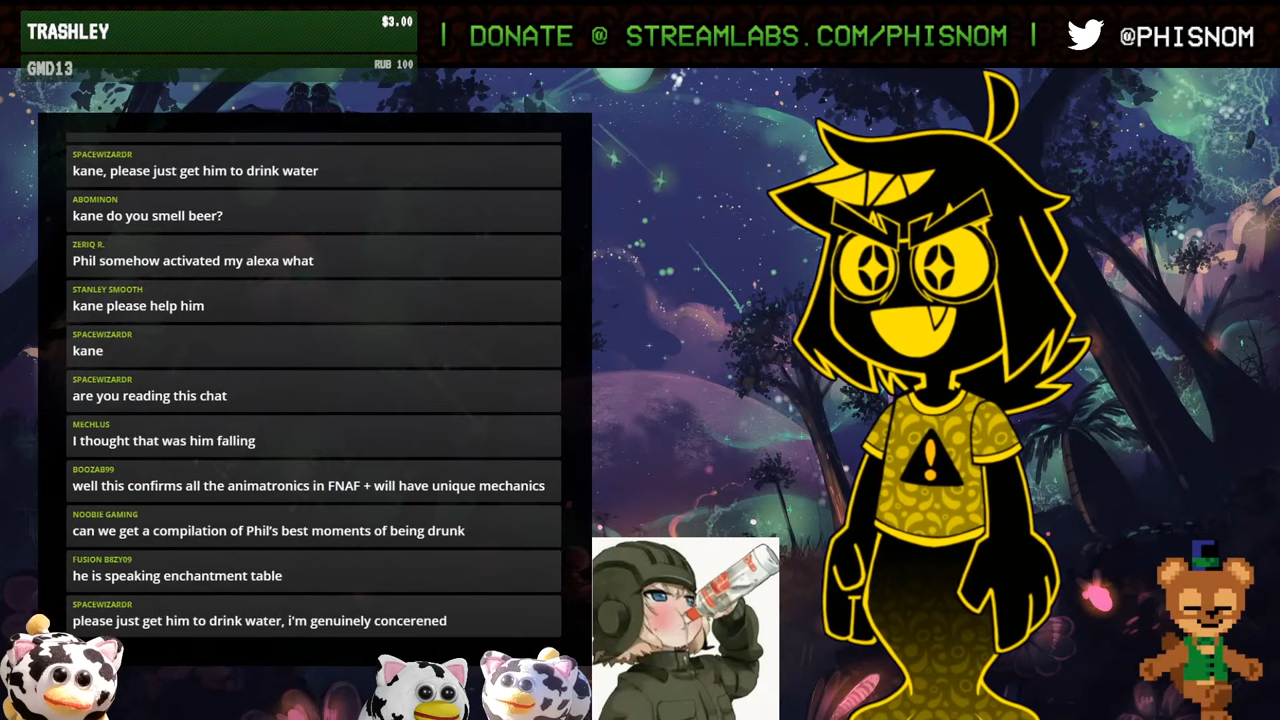 TRASHLEY $3.00
GMD13 RUB 100
| DONATE @ STREAMLABS.COM/PHISNOM | @PHISNOM
SPACEWIZARDR
kane, please just get him to drink water
ABOMINON
kane do you smell beer?
ZERIQ R.
Phil somehow activated my alexa what
STANLEY SMOOTH
kane please help him
SPACEWIZARDR
kane
SPACEWIZARDR
are you reading this chat
MECHLUS
I thought that was him falling
BOOZAB99
well this confirms all the animatronics in FNAF + will have unique mechanics
NOOBIE GAMING
can we get a compilation of Phil's best moments of being drunk
FUSION B8ZY09
he is speaking enchantment table
SPACEWIZARDR
please just get him to drink water, i'm genuinely concerened
!